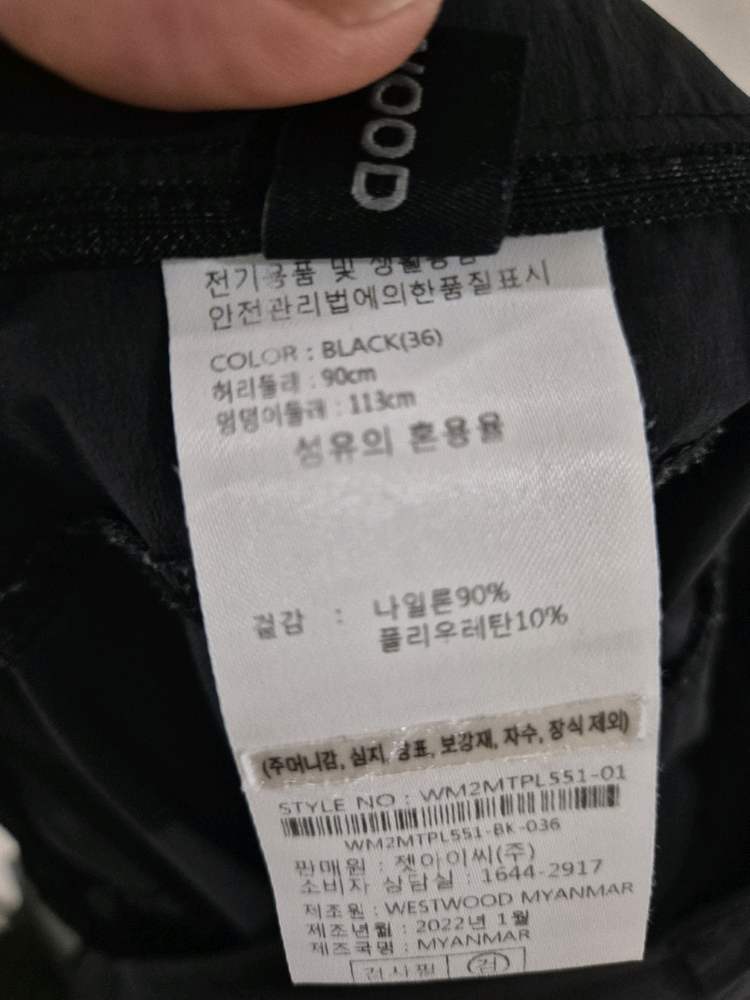 WOOD
전기용품 및 생활용품
안전관리법에의한품질표시
COLOR : BLACK(36)
허리둘레 : 90cm
엉덩이둘레 : 113cm
섬유의 혼용율
겉감 : 나일론90%
폴리우레탄10%
(주머니감, 심지, 상표, 보강재, 자수, 장식 제외)
STYLE NO : WM2MTPL551-01
WM2MTPL551-BK-036
판매원 : 젯아이씨(주)
소비자 상담실 : 1644-2917
제조원 : WESTWOOD MYANMAR
제조년월 : 2022년 1월
제조국명 : MYANMAR
검사필 검